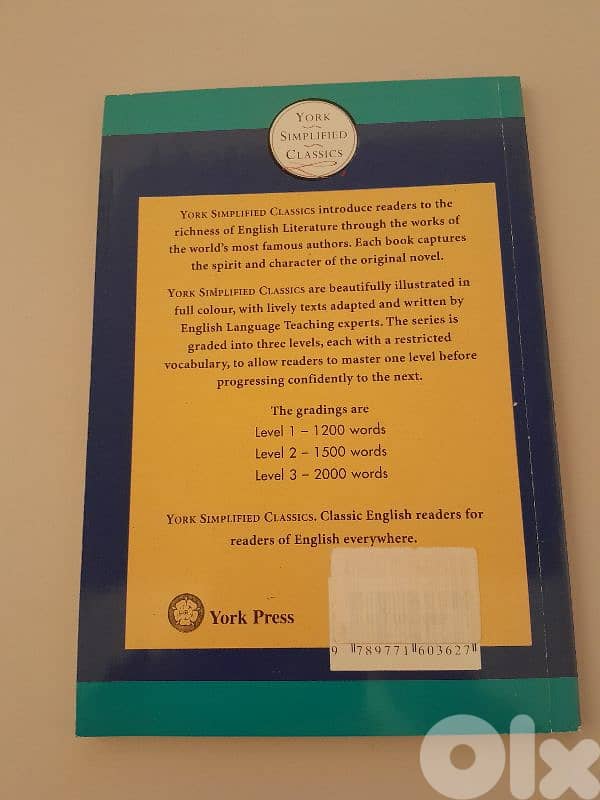 YORK
SIMPLIFIED
CLASSICS
YORK SIMPLIFIED CLASSICS introduce readers to the
richness of English Literature through the works of
the world's most famous authors. Each book captures
the spirit and character of the original novel.
YORK SIMPLIFIED CLASSICS are beautifully illustrated in
full colour, with lively texts adapted and written by
English Language Teaching experts. The series is
graded into three levels, each with a restricted
vocabulary, to allow readers to master one level before
progressing confidently to the next.
The gradings are
Level 1 – 1200 words
Level 2 – 1500 words
Level 3 – 2000 words
YORK SIMPLIFIED CLASSICS. Classic English readers for
readers of English everywhere.
York Press
9 789771 603627
olx